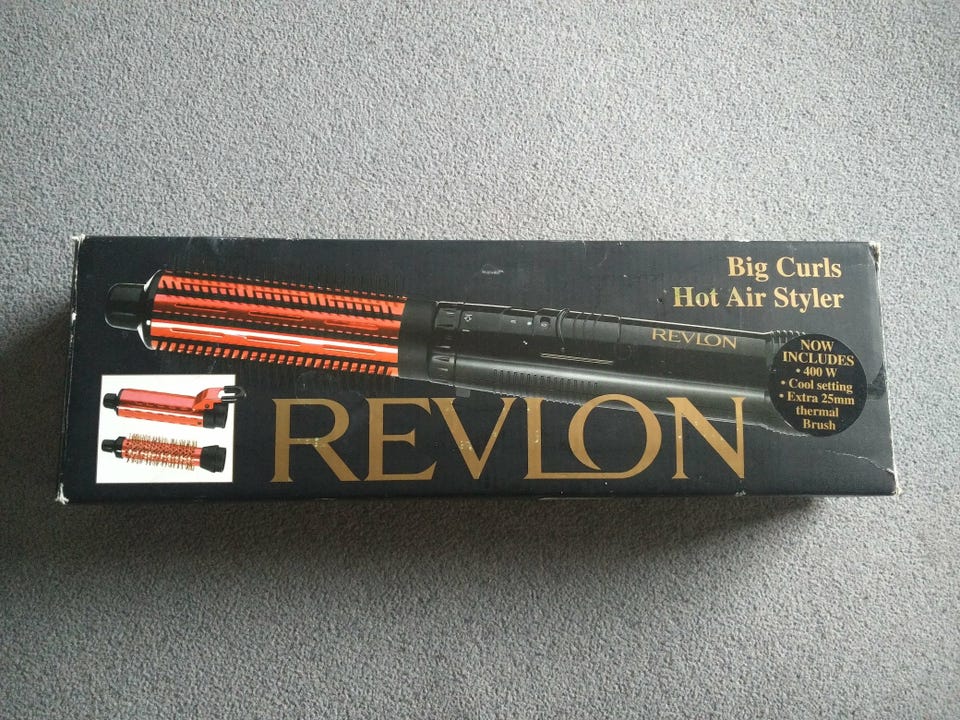 Big Curls
Hot Air Styler
REVLON
NOW
INCLUDES
• 400 W
• Cool setting
• Extra 25mm
thermal
Brush
REVLON